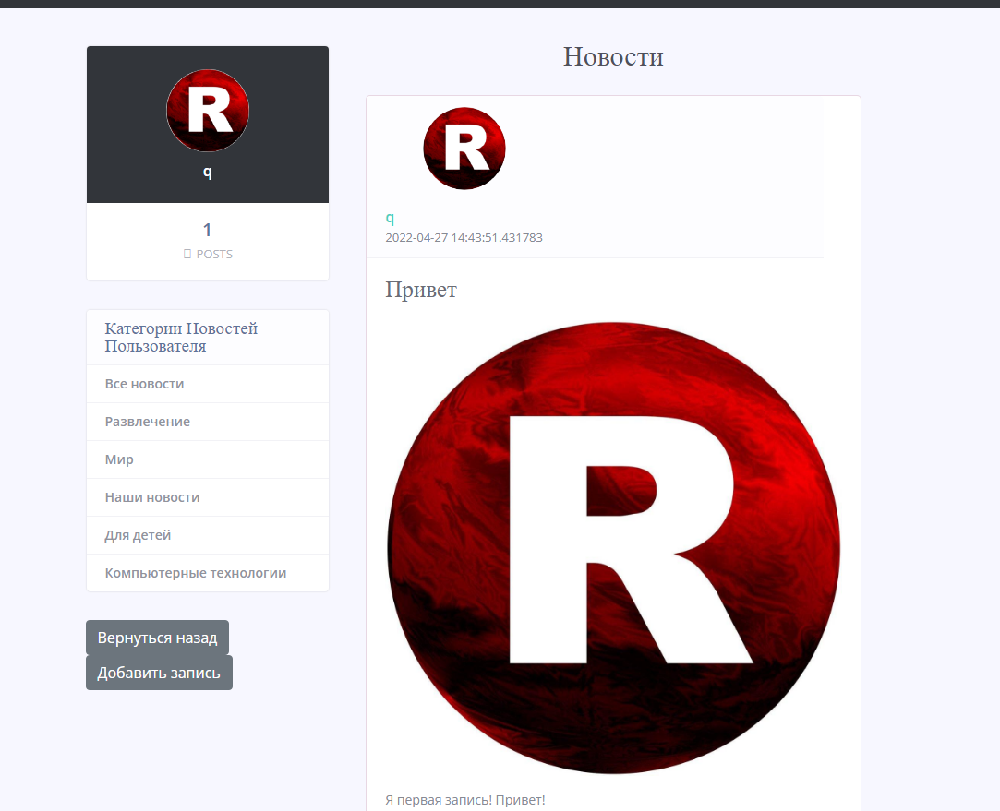 R
q
1
POSTS
Категории Новостей
Пользователя
Все новости
Развлечение
Мир
Наши новости
Для детей
Компьютерные технологии
Вернуться назад
Добавить запись
Новости
R
q
2022-04-27 14:43:51.431783
Привет
R
Я первая запись! Привет!